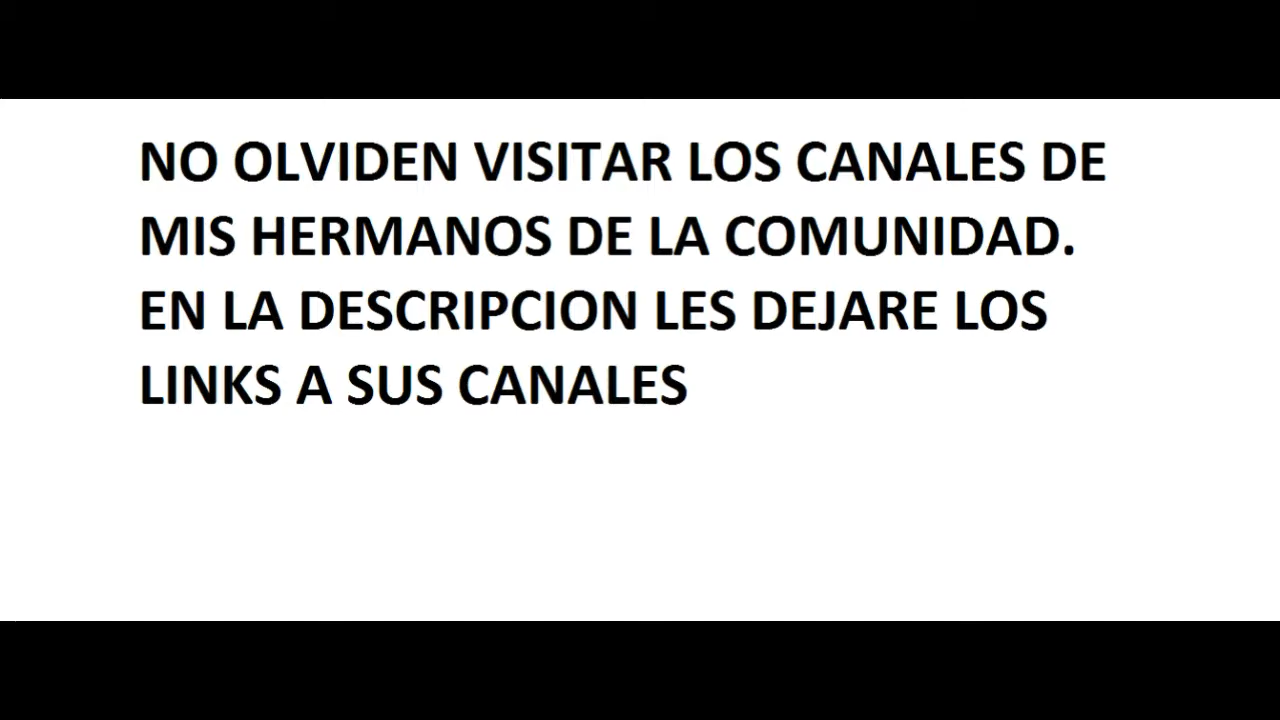 NO OLVIDEN VISITAR LOS CANALES DE
MIS HERMANOS DE LA COMUNIDAD.
EN LA DESCRIPCION LES DEJARE LOS
LINKS A SUS CANALES